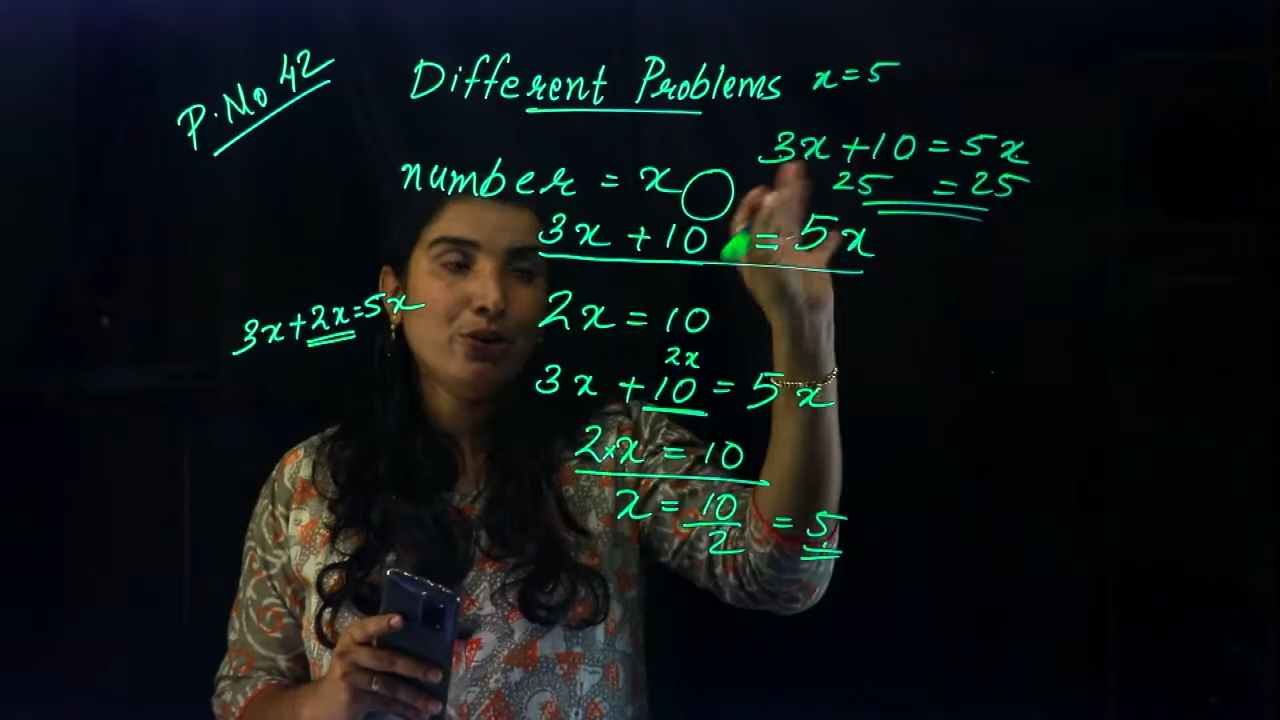 P.No 42
Different Problems x=5
3x+10=5x
25 =25
number = x
3x+10 = 5x
3x+2x=5x
2x=10
2x
3x+10=5x
2×x=10
x=10/2=5